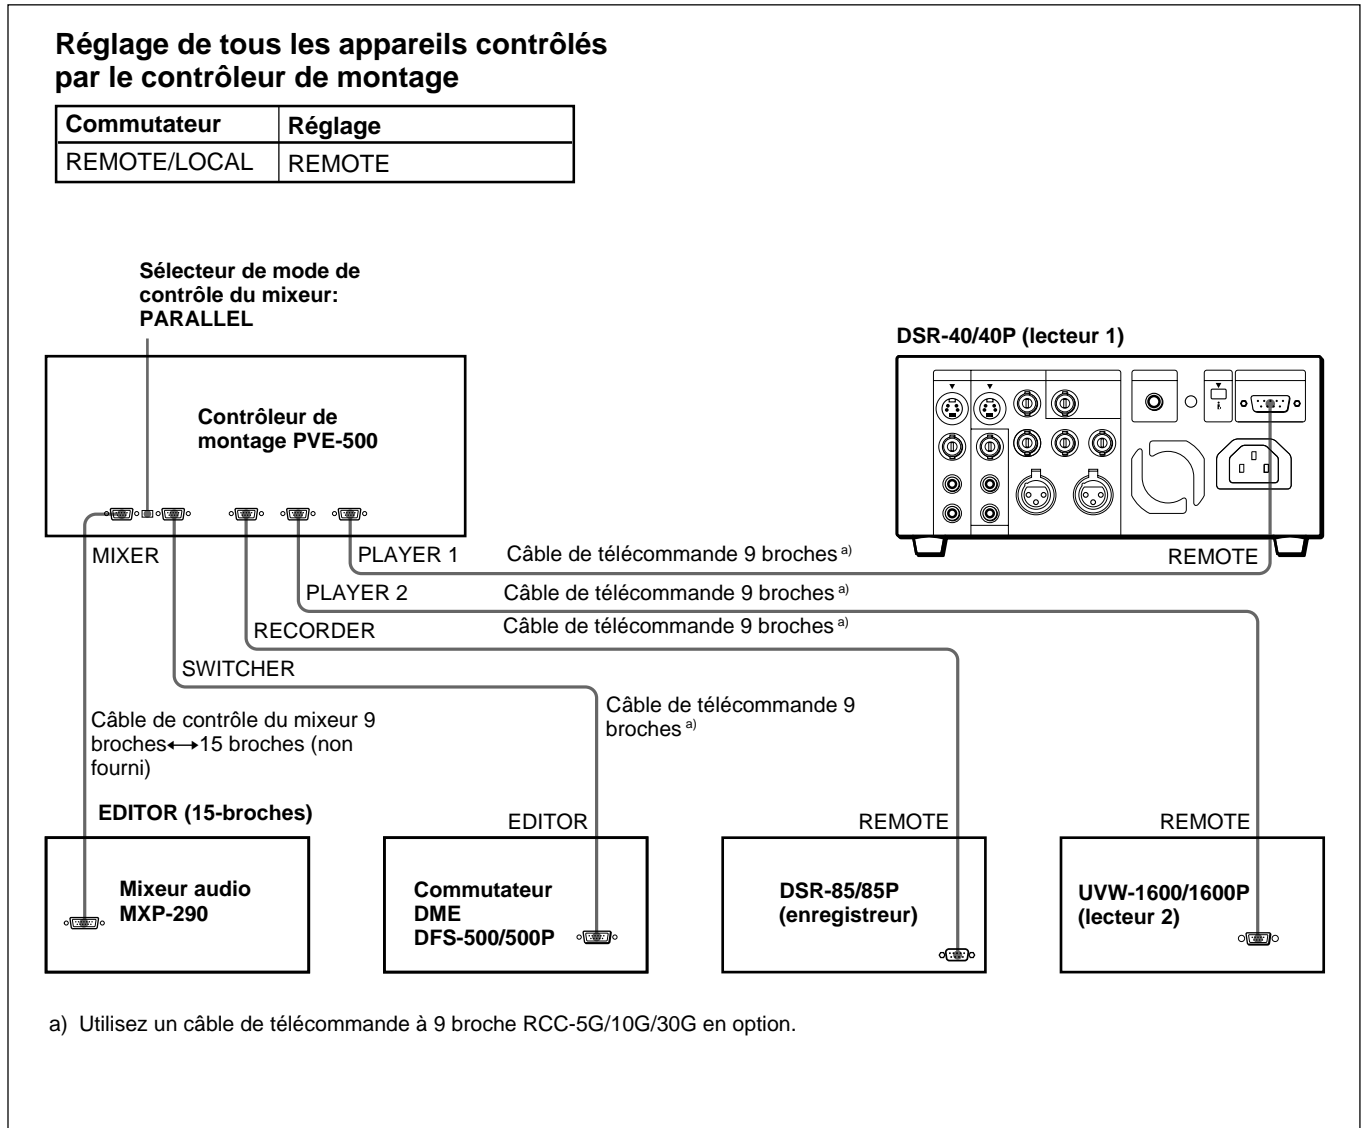 Réglage de tous les appareils contrôlés
par le contrôleur de montage
Commutateur Réglage
REMOTE/LOCAL REMOTE
Sélecteur de mode de
contrôle du mixeur:
PARALLEL
DSR-40/40P (lecteur 1)
Contrôleur de
montage PVE-500
MIXER
PLAYER 1
Câble de télécommande 9 broches a)
REMOTE
PLAYER 2
Câble de télécommande 9 broches a)
RECORDER
Câble de télécommande 9 broches a)
SWITCHER
Câble de télécommande 9
broches a)
Câble de contrôle du mixeur 9
broches↔15 broches (non
fourni)
EDITOR (15-broches)
EDITOR
REMOTE
REMOTE
Mixeur audio
MXP-290
Commutateur
DME
DFS-500/500P
DSR-85/85P
(enregistreur)
UVW-1600/1600P
(lecteur 2)
a) Utilisez un câble de télécommande à 9 broche RCC-5G/10G/30G en option.